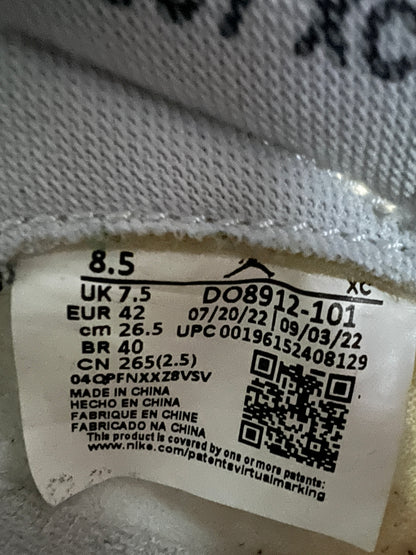 XC
8.5
XC
UK 7.5
DO8912-101
EUR 42
07/20/22 | 09/03/22
cm 26.5
UPC 00196152408129
BR 40
CN 265(2.5)
04QPFNXXZ8VSV
MADE IN CHINA
HECHO EN CHINA
FABRIQUE EN CHINE
FABRICADO NA CHINA
This product is covered by one or more patents:
www.nike.com/patentsvirtualmarking